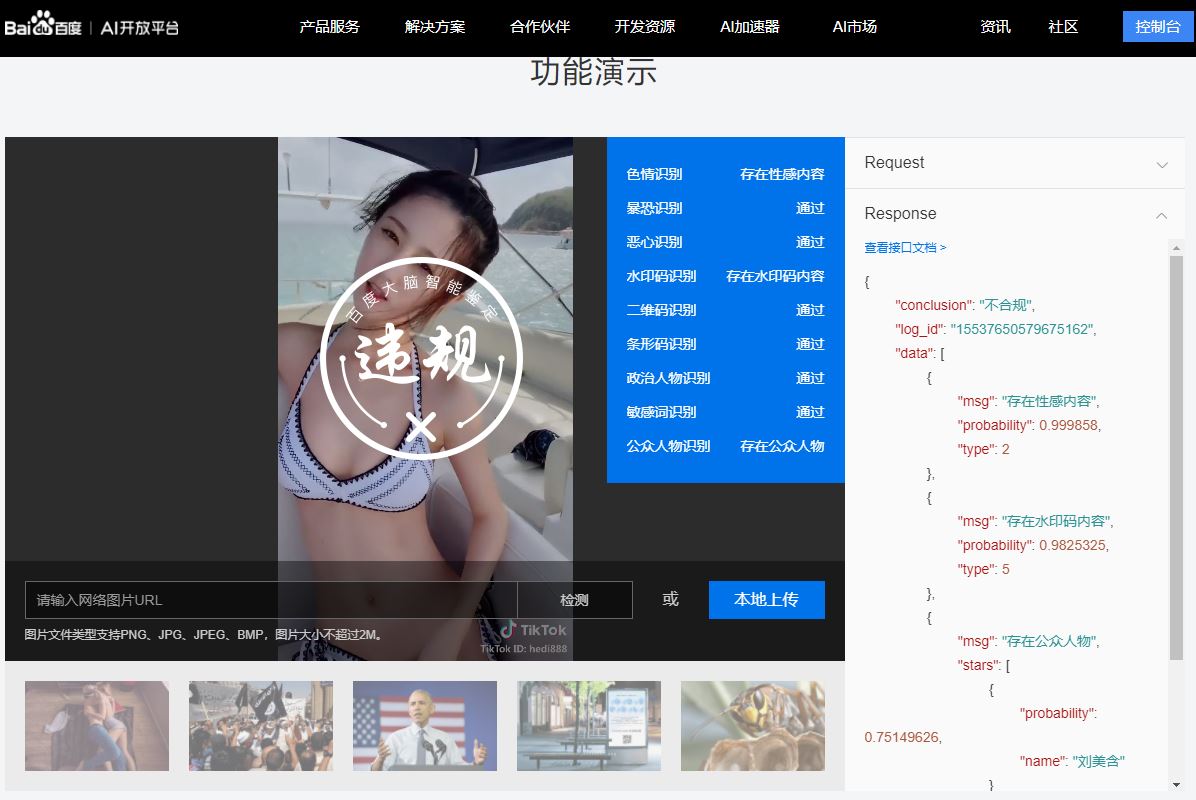 Bai du 百度 | AI开放平台
产品服务 解决方案 合作伙伴 开发资源 AI加速器 AI市场 资讯 社区 控制台
功能演示
百度大脑智能鉴定
违规
色情识别 存在性感内容
暴恐识别 通过
恶心识别 通过
水印码识别 存在水印码内容
二维码识别 通过
条形码识别 通过
政治人物识别 通过
敏感词识别 通过
公众人物识别 存在公众人物
请输入网络图片URL 检测 或 本地上传
图片文件类型支持PNG、JPG、JPEG、BMP，图片大小不超过2M。
TikTok
TikTok ID: hedi888
Request
Response
查看接口文档 >
{
"conclusion": "不合规",
"log_id": "15537650579675162",
"data": [
{
"msg": "存在性感内容",
"probability": 0.999858,
"type": 2
},
{
"msg": "存在水印码内容",
"probability": 0.9825325,
"type": 5
},
{
"msg": "存在公众人物",
"stars": [
{
"probability":
0.75149626,
"name": "刘美含"
}